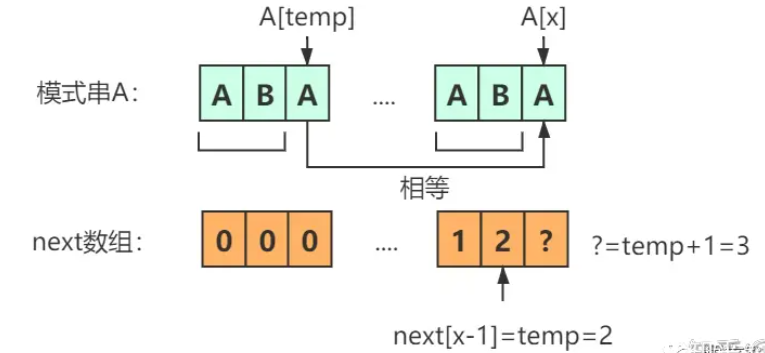 A[temp] A[x]
模式串A: A B A .... A B A
相等
next数组: 0 0 0 .... 1 2 ? ?=temp+1=3
next[x-1]=temp=2